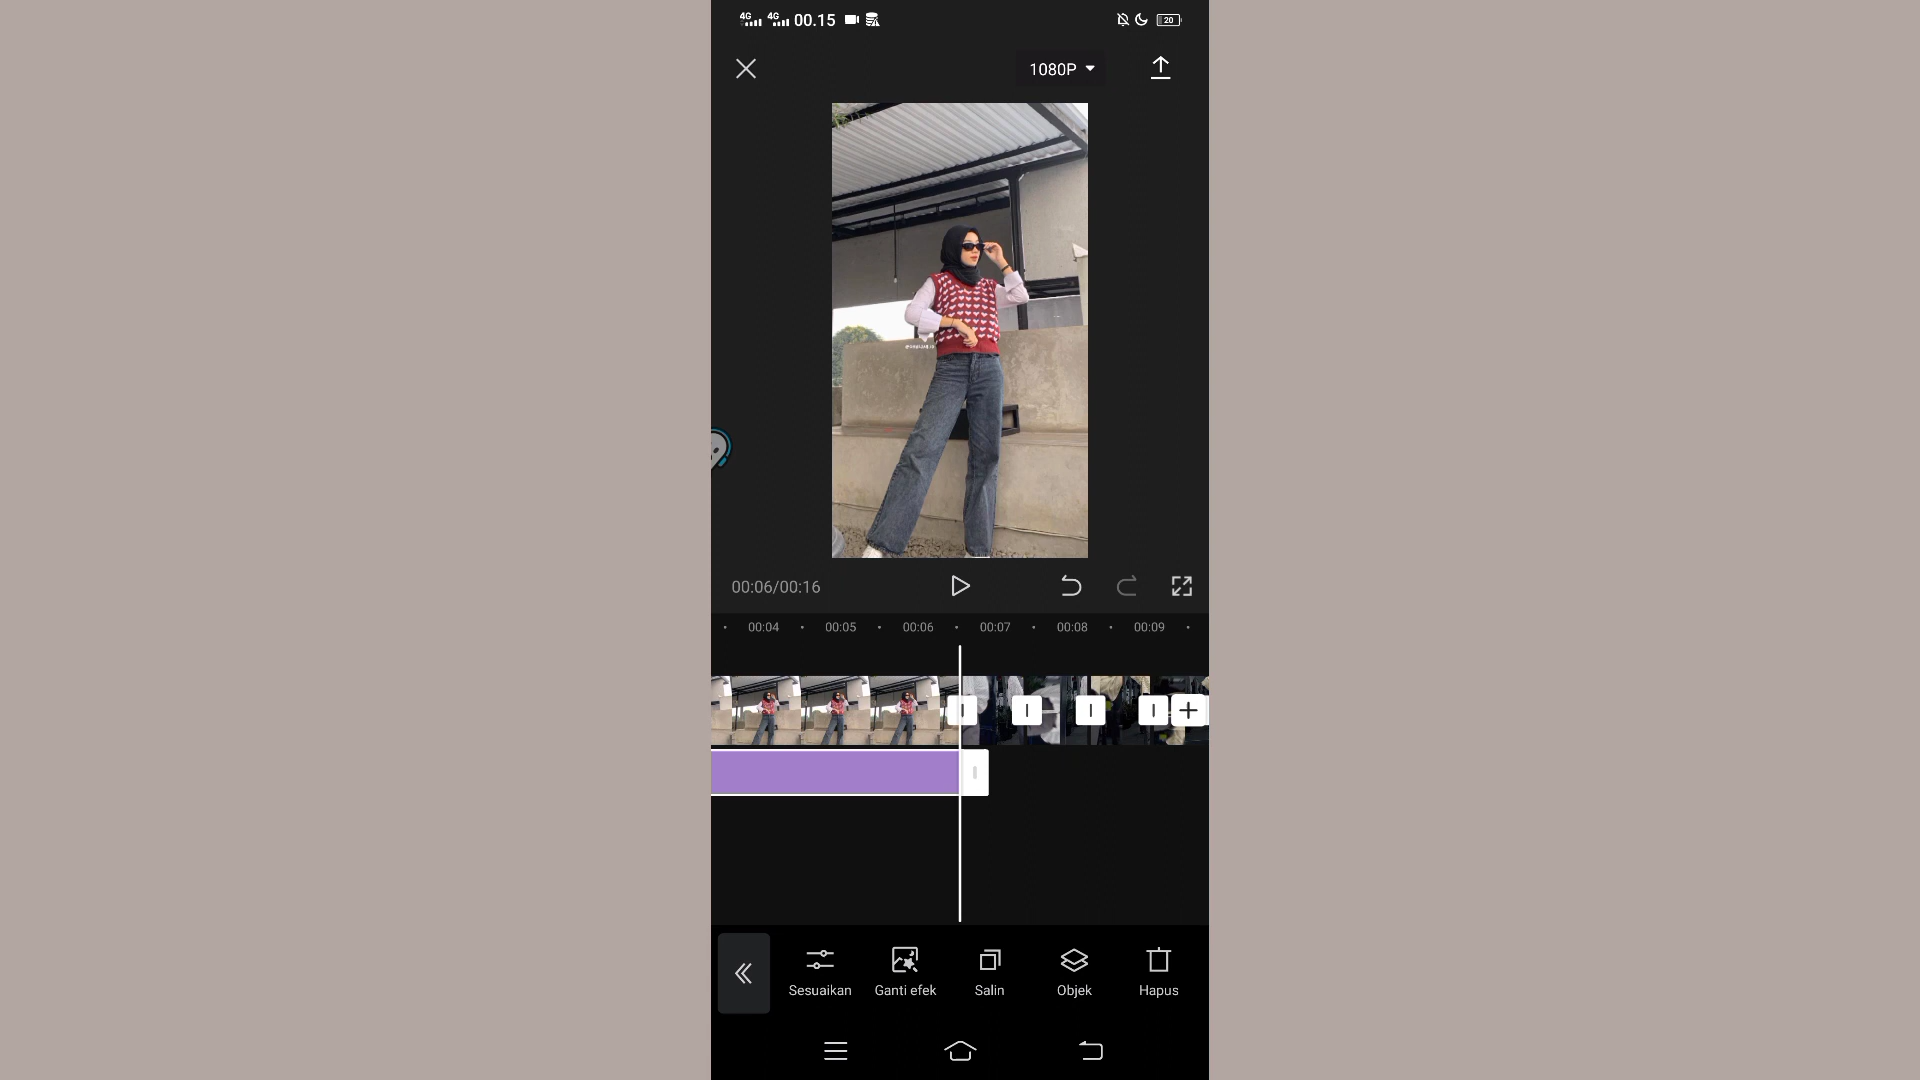 4G 4G 00.15 20
1080P
00:06/00:16
00:04 00:05 00:06 00:07 00:08 00:09
Sesuaikan Ganti efek Salin Objek Hapus